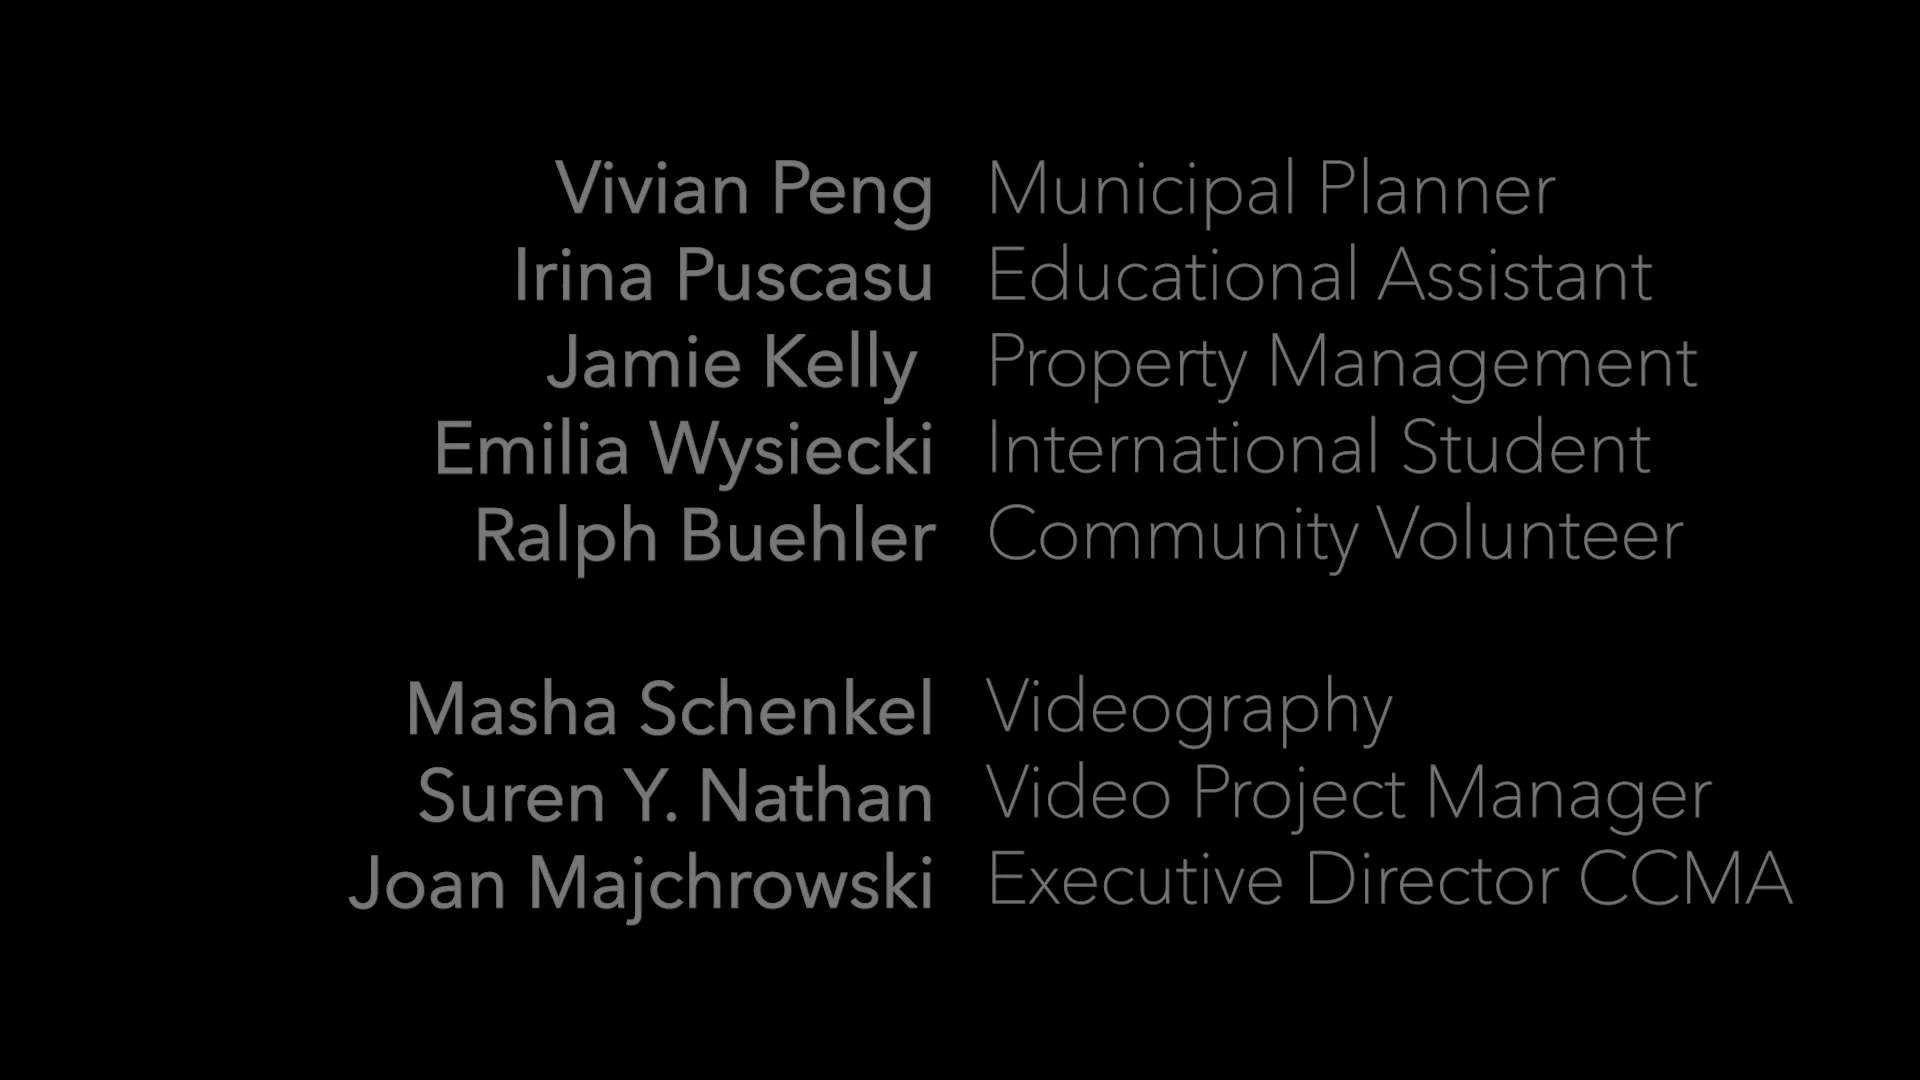 Vivian Peng Municipal Planner
Irina Puscasu Educational Assistant
Jamie Kelly Property Management
Emilia Wysiecki International Student
Ralph Buehler Community Volunteer
Masha Schenkel Videography
Suren Y. Nathan Video Project Manager
Joan Majchrowski Executive Director CCMA